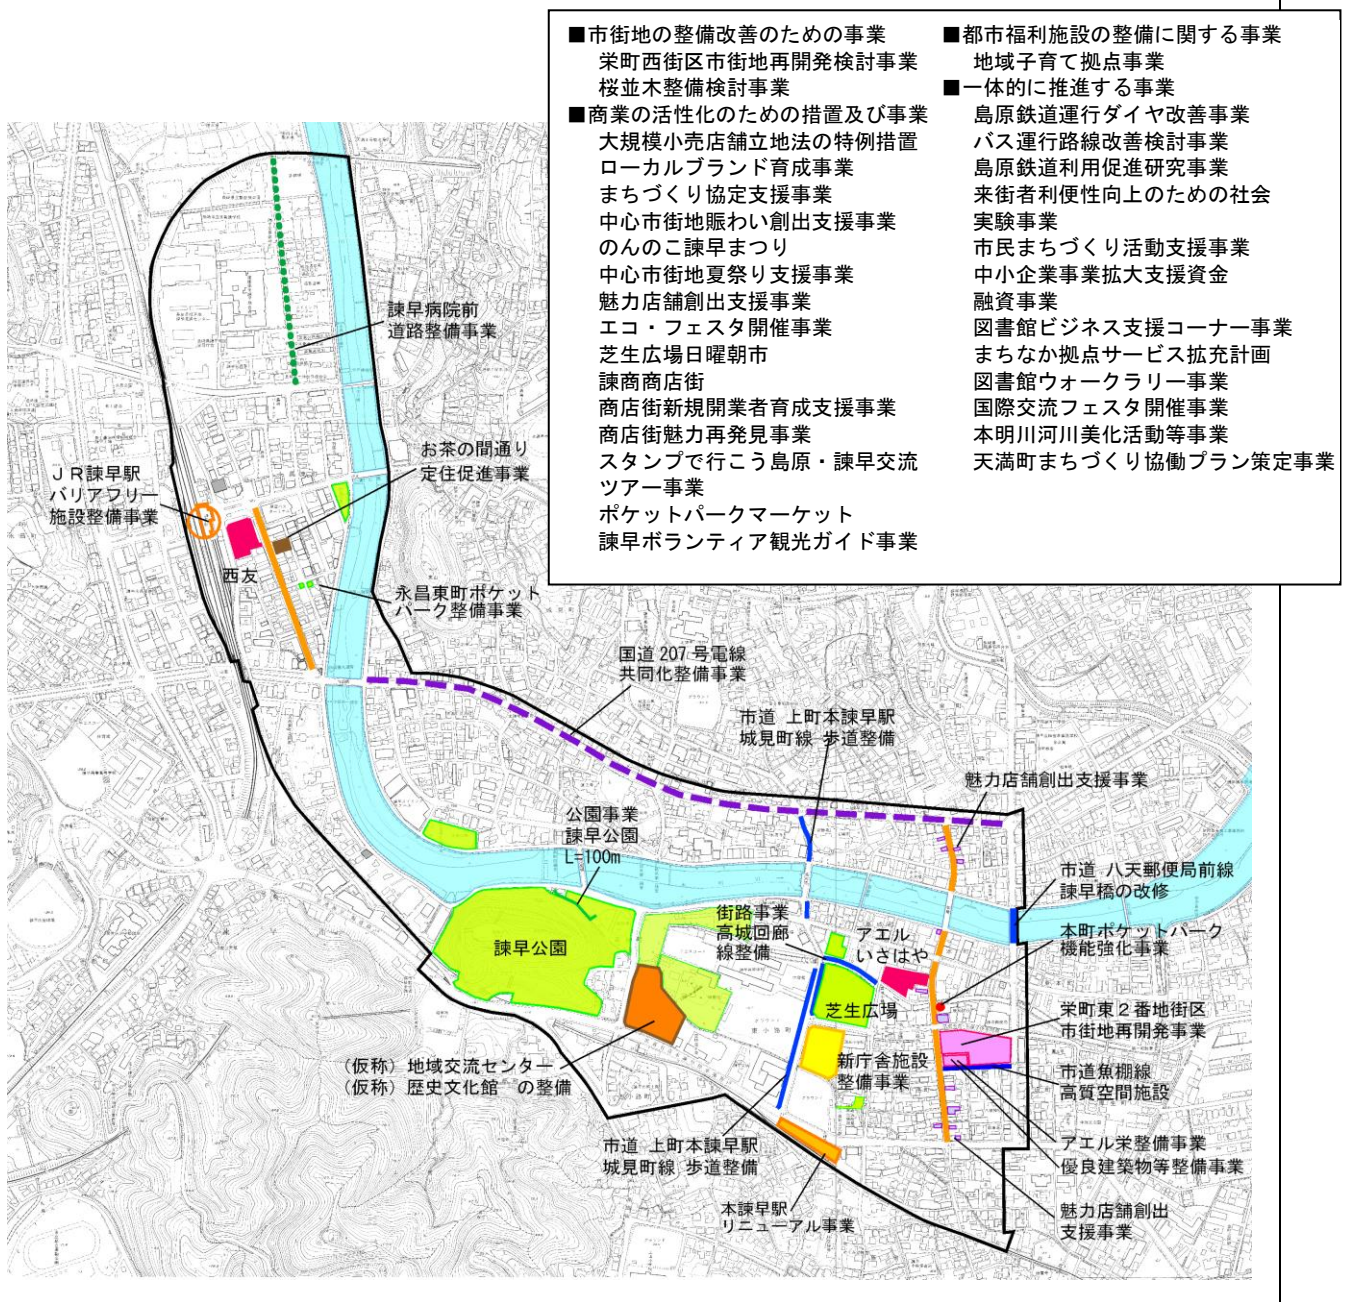 ■市街地の整備改善のための事業
栄町西街区市街地再開発検討事業
桜並木整備検討事業
■商業の活性化のための措置及び事業
大規模小売店舗立地法の特例措置
ローカルブランド育成事業
まちづくり協定支援事業
中心市街地賑わい創出支援事業
のんのこ諫早まつり
中心市街地夏祭り支援事業
魅力店舗創出支援事業
エコ・フェスタ開催事業
芝生広場日曜朝市
諫商商店街
商店街新規開業者育成支援事業
商店街魅力再発見事業
スタンプで行こう島原・諫早交流
ツアー事業
ポケットパークマーケット
諫早ボランティア観光ガイド事業
■都市福利施設の整備に関する事業
地域子育て拠点事業
■一体的に推進する事業
島原鉄道運行ダイヤ改善事業
バス運行路線改善検討事業
島原鉄道利用促進研究事業
来街者利便性向上のための社会
実験事業
市民まちづくり活動支援事業
中小企業事業拡大支援資金
融資事業
図書館ビジネス支援コーナー事業
まちなか拠点サービス拡充計画
図書館ウォークラリー事業
国際交流フェスタ開催事業
本明川河川美化活動等事業
天満町まちづくり協働プラン策定事業
諫早病院前
道路整備事業
お茶の間通り
定住促進事業
ＪＲ諫早駅
バリアフリー
施設整備事業
西友
永昌東町ポケット
パーク整備事業
国道207号電線
共同化整備事業
市道 上町本諫早駅
城見町線 歩道整備
魅力店舗創出支援事業
公園事業
諫早公園
L=100m
市道 八天郵便局前線
諫早橋の改修
街路事業
高城回廊
線整備
アエル
いさはや
本町ポケットパーク
機能強化事業
諫早公園
芝生広場
栄町東２番地街区
市街地再開発事業
（仮称）地域交流センター
（仮称）歴史文化館 の整備
新庁舎施設
整備事業
市道魚棚線
高質空間施設
市道 上町本諫早駅
城見町線 歩道整備
アエル栄整備事業
優良建築物等整備事業
本諫早駅
リニューアル事業
魅力店舗創出
支援事業